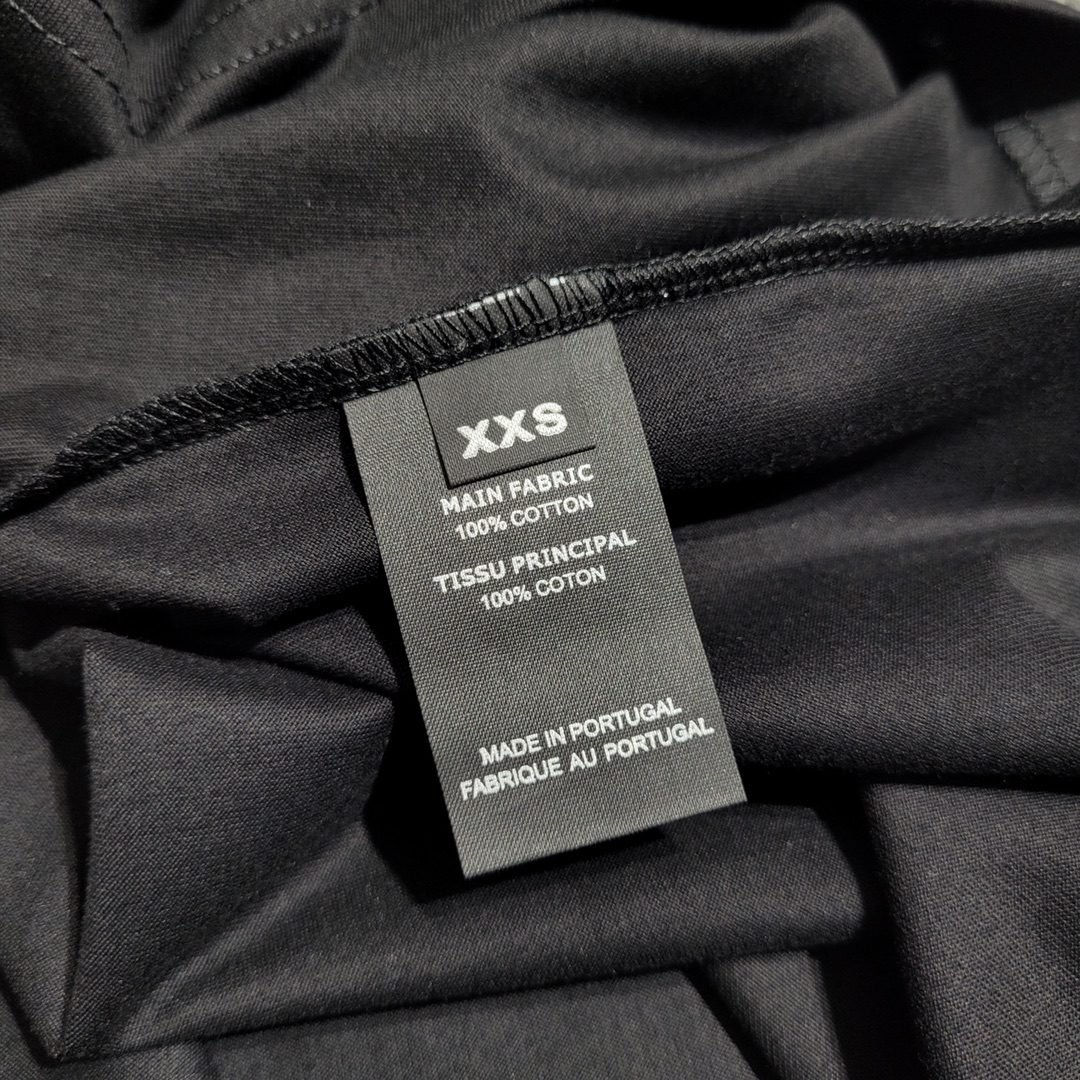 XXS
MAIN FABRIC
100% COTTON
TISSU PRINCIPAL
100% COTON
MADE IN PORTUGAL
FABRIQUE AU PORTUGAL